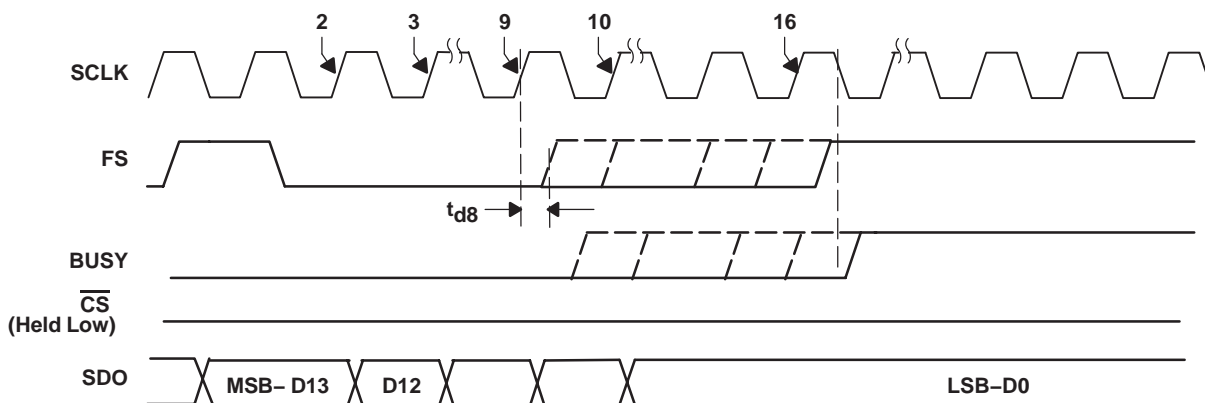 2 3 9 10 16
SCLK
FS
td8
BUSY
CS
(Held Low)
SDO MSB− D13 D12 LSB−D0